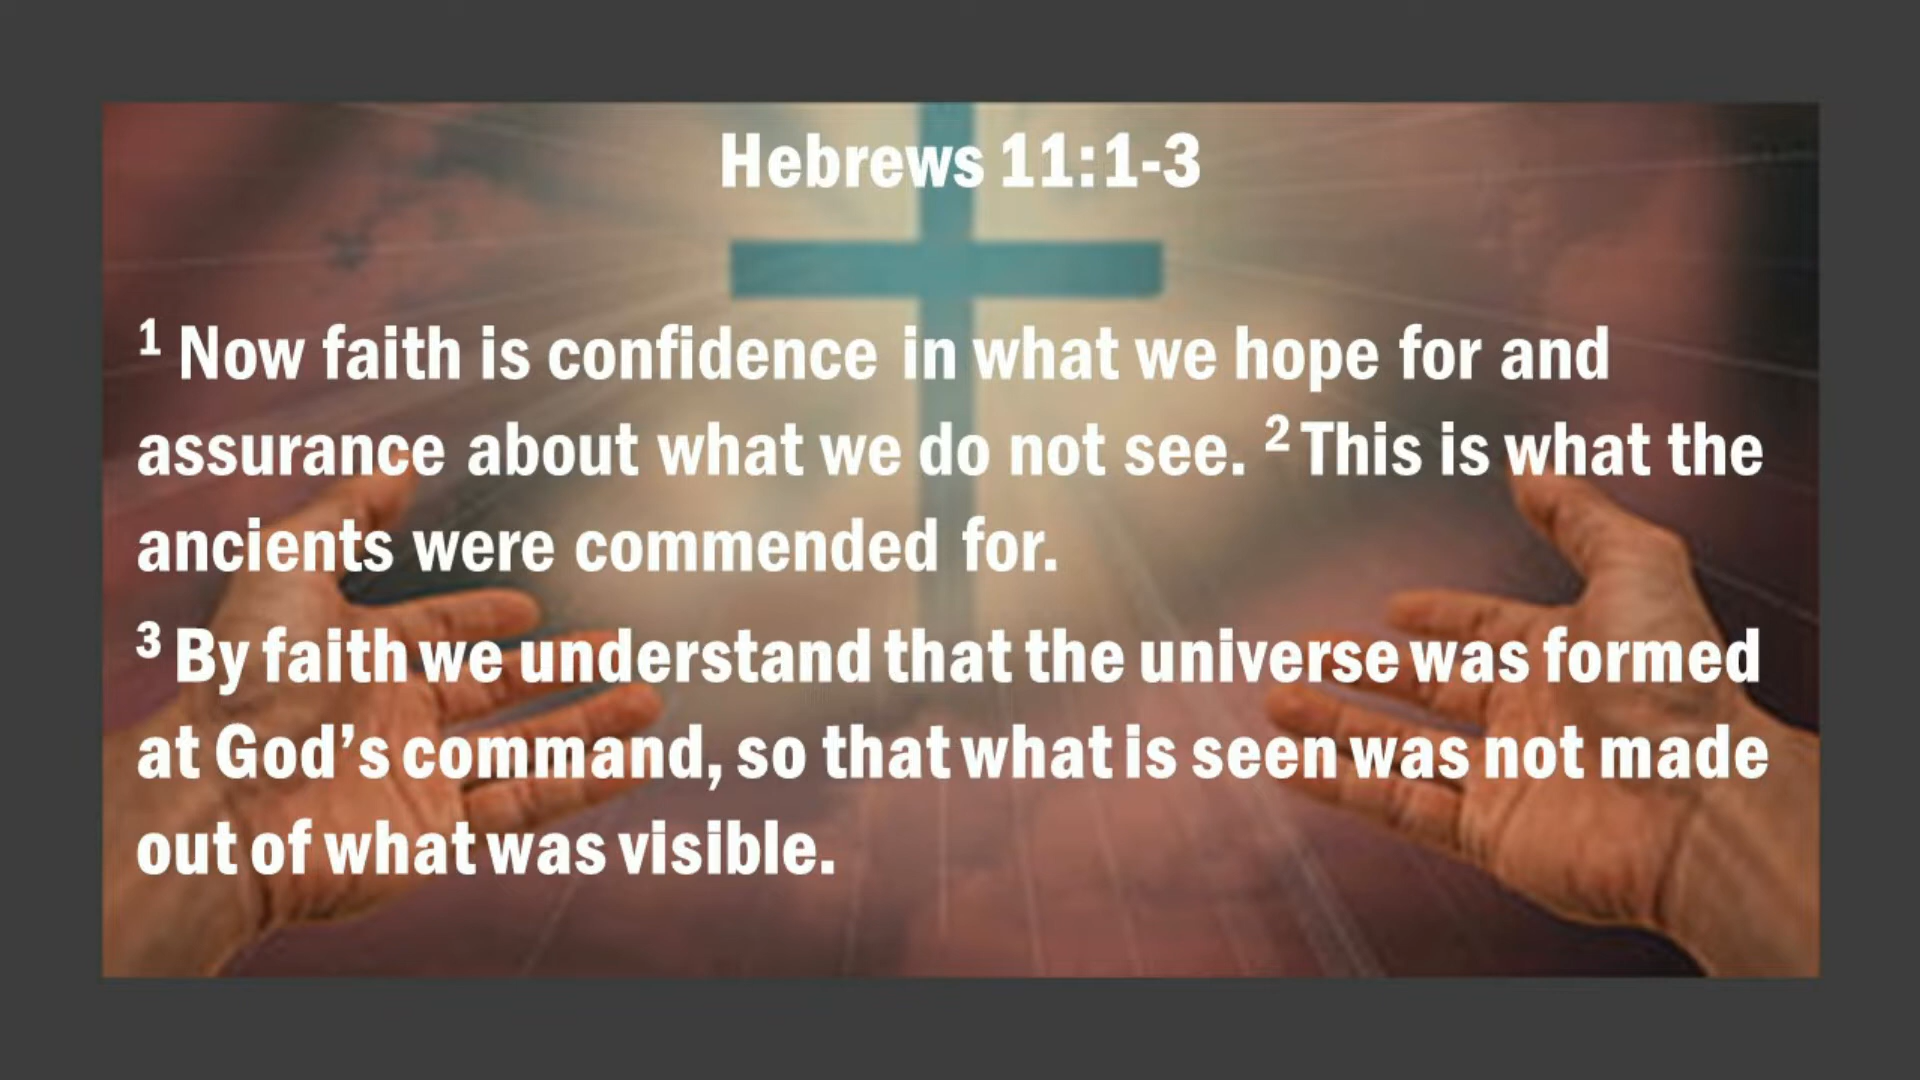 Hebrews 11:1-3
1 Now faith is confidence in what we hope for and
assurance about what we do not see. 2 This is what the
ancients were commended for.
3 By faith we understand that the universe was formed
at God’s command, so that what is seen was not made
out of what was visible.